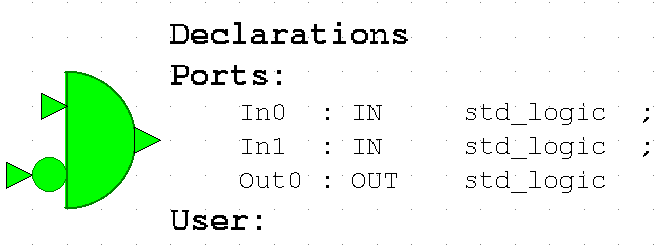 Declarations
Ports:
In0 : IN std_logic ;
In1 : IN std_logic ;
Out0 : OUT std_logic
User: